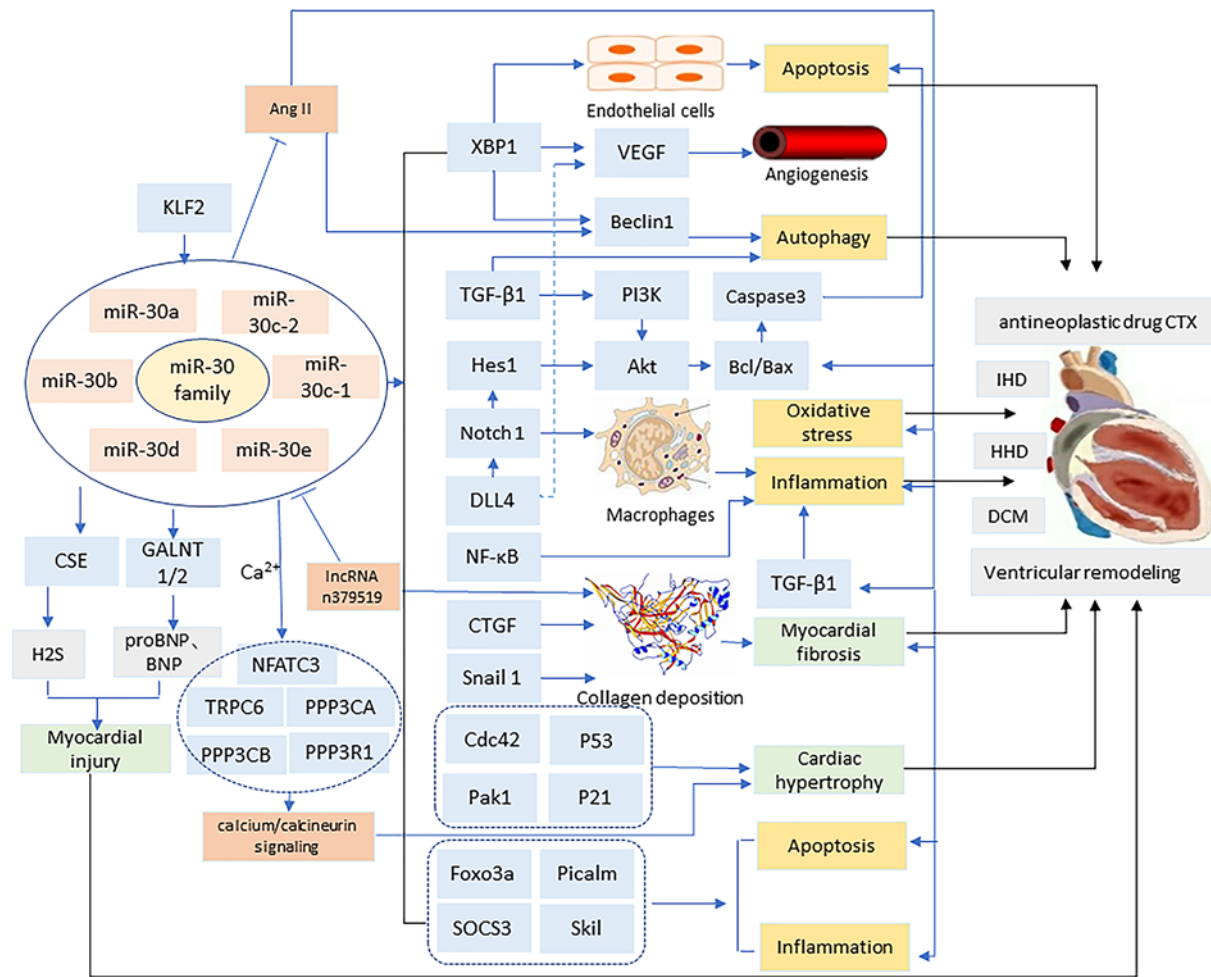 Ang II
KLF2
miR-30a
miR-
30c-2
miR-30b
miR-30
family
miR-
30c-1
miR-30d
miR-30e
CSE
GALNT
1/2
Ca²⁺
lncRNA
n379519
H2S
proBNP、
BNP
Myocardial
injury
NFATC3
TRPC6
PPP3CA
PPP3CB
PPP3R1
calcium/calcineurin
signaling
Endothelial cells
Apoptosis
XBP1
VEGF
Angiogenesis
Beclin1
Autophagy
TGF-β1
PI3K
Caspase3
Hes1
Akt
Bcl/Bax
Notch 1
Macrophages
Oxidative
stress
DLL4
Inflammation
NF-κB
TGF-β1
CTGF
Snail 1
Collagen deposition
Myocardial
fibrosis
Cdc42
P53
Pak1
P21
Cardiac
hypertrophy
Foxo3a
Picalm
SOCS3
Skil
Apoptosis
Inflammation
antineoplastic drug CTX
IHD
HHD
DCM
Ventricular remodeling